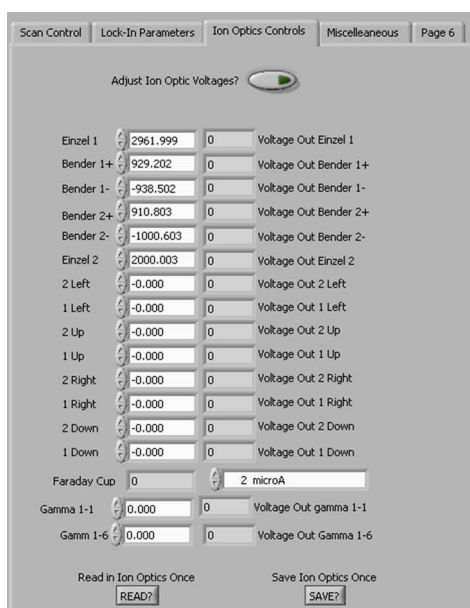 Scan Control Lock-In Parameters Ion Optics Controls Miscelleaneous Page 6
Adjust Ion Optic Voltages?
Einzel 1 2961.999 0 Voltage Out Einzel 1
Bender 1+ 929.202 0 Voltage Out Bender 1+
Bender 1- -938.502 0 Voltage Out Bender 1-
Bender 2+ 910.803 0 Voltage Out Bender 2+
Bender 2- -1000.603 0 Voltage Out Bender 2-
Einzel 2 2000.003 0 Voltage Out Einzel 2
2 Left -0.000 0 Voltage Out 2 Left
1 Left -0.000 0 Voltage Out 1 Left
2 Up -0.000 0 Voltage Out 2 Up
1 Up -0.000 0 Voltage Out 1 Up
2 Right -0.000 0 Voltage Out 2 Right
1 Right -0.000 0 Voltage Out 1 Right
2 Down -0.000 0 Voltage Out 2 Down
1 Down -0.000 0 Voltage Out 1 Down
Faraday Cup 0 2 microA
Gamma 1-1 0.000 0 Voltage Out gamma 1-1
Gamm 1-6 0.000 0 Voltage Out Gamma 1-6
Read in Ion Optics Once Save Ion Optics Once
READ? SAVE?